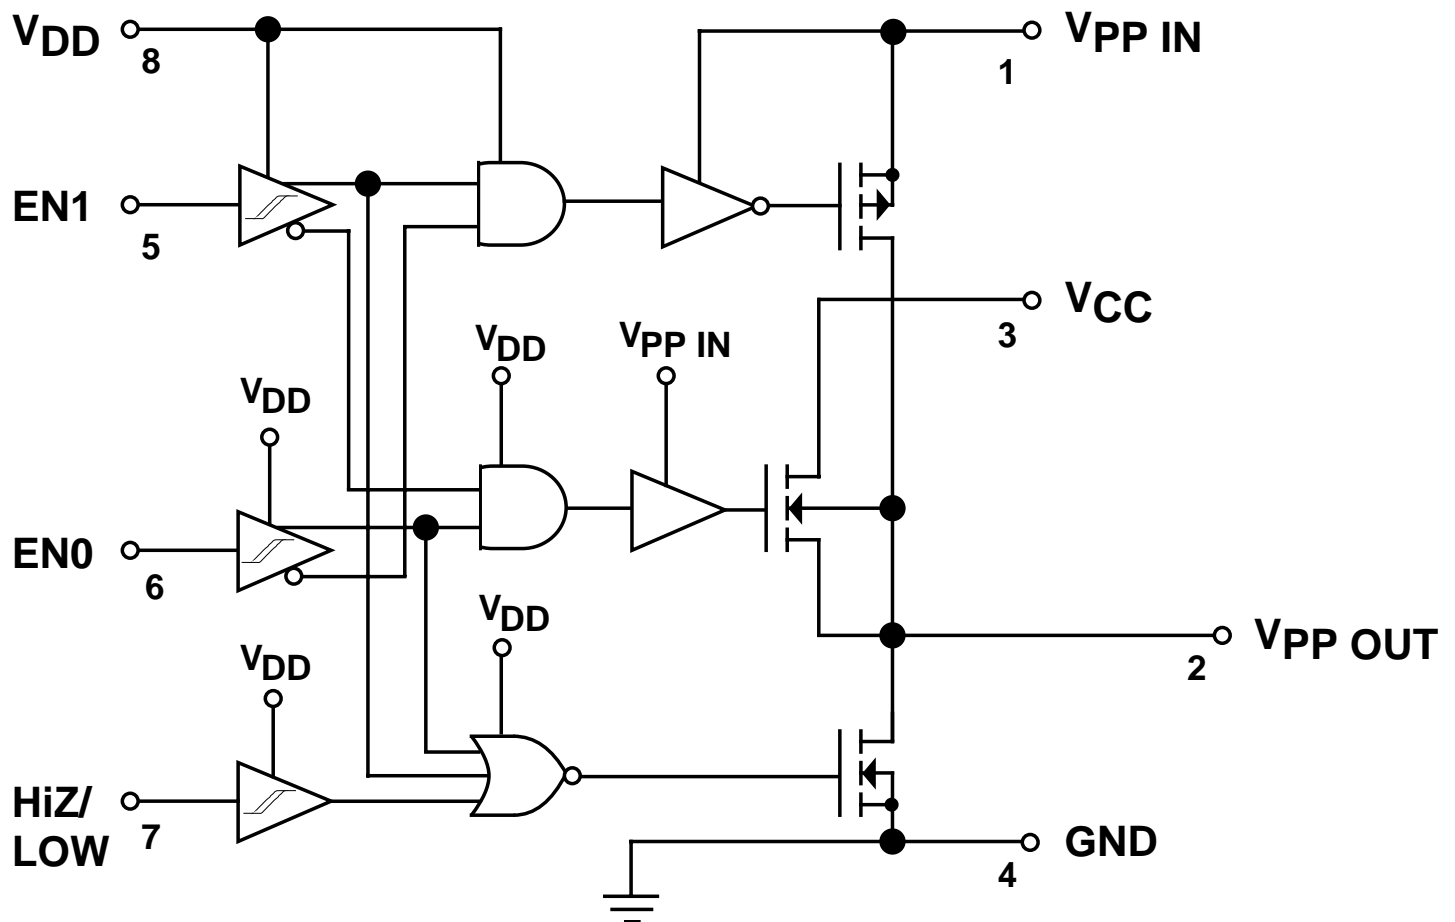 VDD
8
VPP IN
1
EN1
5
VCC
3
VDD
VPP IN
VDD
EN0
6
VDD
VPP OUT
2
VDD
HiZ/
LOW
7
GND
4